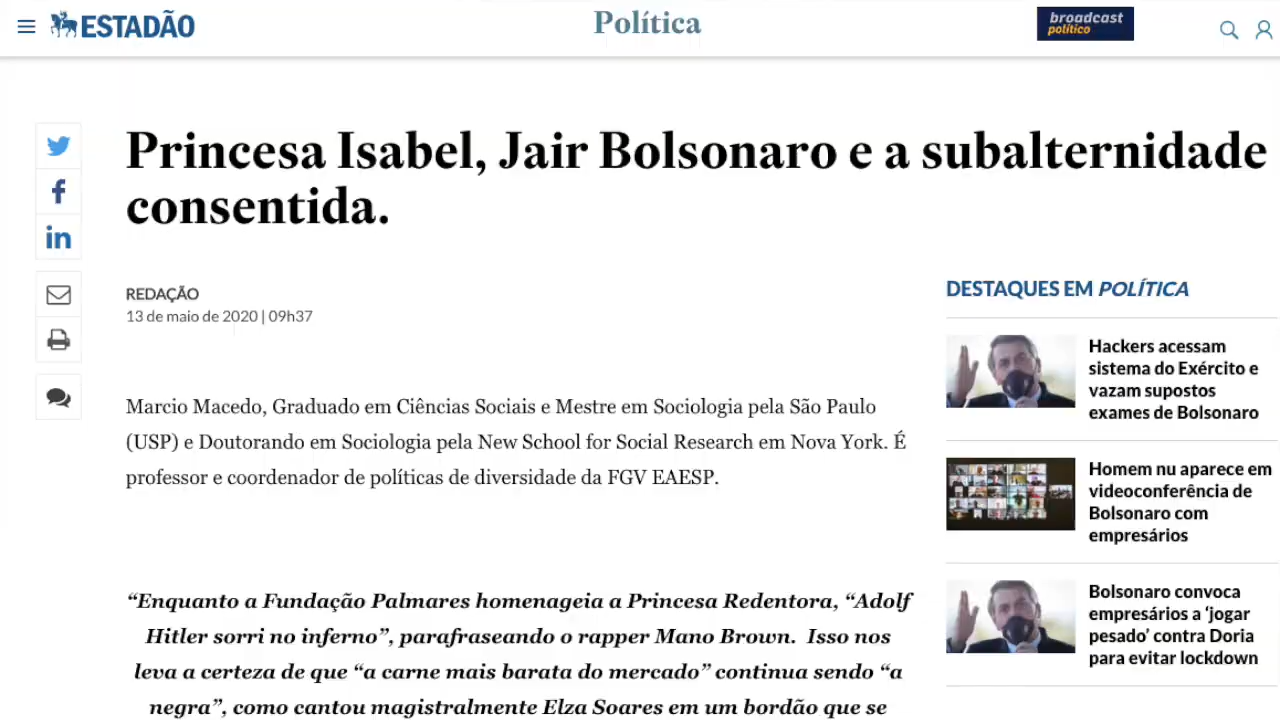 ESTADÃO
Política
broadcast
político
Princesa Isabel, Jair Bolsonaro e a subalternidade
consentida.
REDAÇÃO
13 de maio de 2020 | 09h37
Marcio Macedo, Graduado em Ciências Sociais e Mestre em Sociologia pela São Paulo
(USP) e Doutorando em Sociologia pela New School for Social Research em Nova York. É
professor e coordenador de políticas de diversidade da FGV EAESP.
“Enquanto a Fundação Palmares homenageia a Princesa Redentora, “Adolf
Hitler sorri no inferno”, parafraseando o rapper Mano Brown. Isso nos
leva a certeza de que “a carne mais barata do mercado” continua sendo “a
negra”, como cantou magistralmente Elza Soares em um bordão que se
DESTAQUES EM POLÍTICA
Hackers acessam
sistema do Exército e
vazam supostos
exames de Bolsonaro
Homem nu aparece em
videoconferência de
Bolsonaro com
empresários
Bolsonaro convoca
empresários a ‘jogar
pesado’ contra Doria
para evitar lockdown